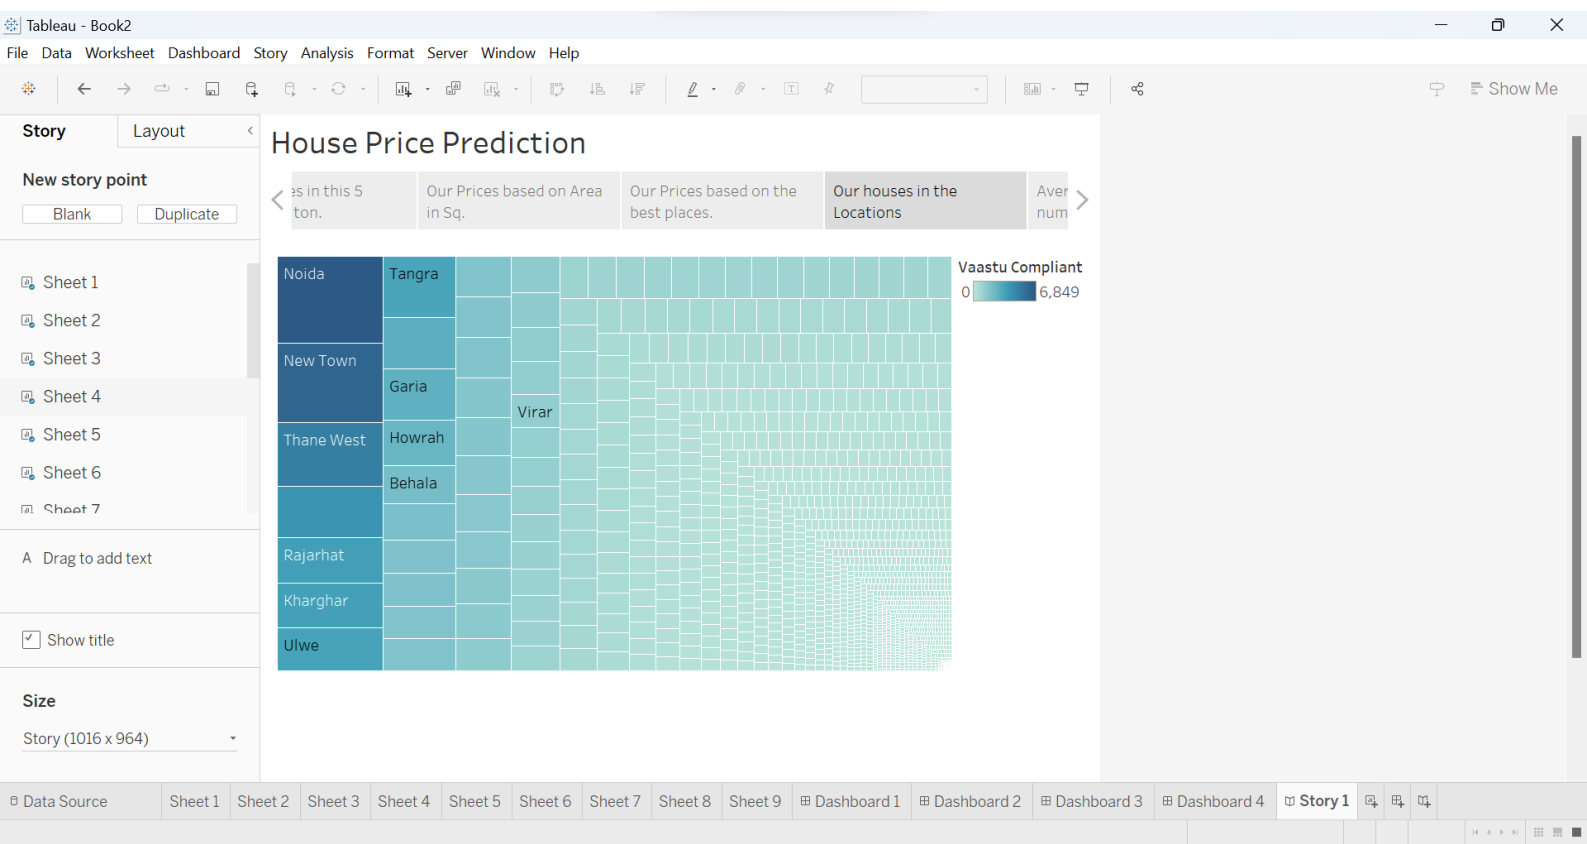 Tableau - Book2
File Data Worksheet Dashboard Story Analysis Format Server Window Help
Show Me
Story
Layout
New story point
Blank
Duplicate
Sheet 1
Sheet 2
Sheet 3
Sheet 4
Sheet 5
Sheet 6
Sheet 7
A Drag to add text
Show title
Size
Story (1016 x 964)
House Price Prediction
es in this 5
ton.
Our Prices based on Area
in Sq.
Our Prices based on the
best places.
Our houses in the
Locations
Aver
num
Noida
New Town
Thane West
Rajarhat
Kharghar
Ulwe
Tangra
Garia
Howrah
Behala
Virar
Vaastu Compliant
0 6,849
Data Source Sheet 1 Sheet 2 Sheet 3 Sheet 4 Sheet 5 Sheet 6 Sheet 7 Sheet 8 Sheet 9 Dashboard 1 Dashboard 2 Dashboard 3 Dashboard 4 Story 1